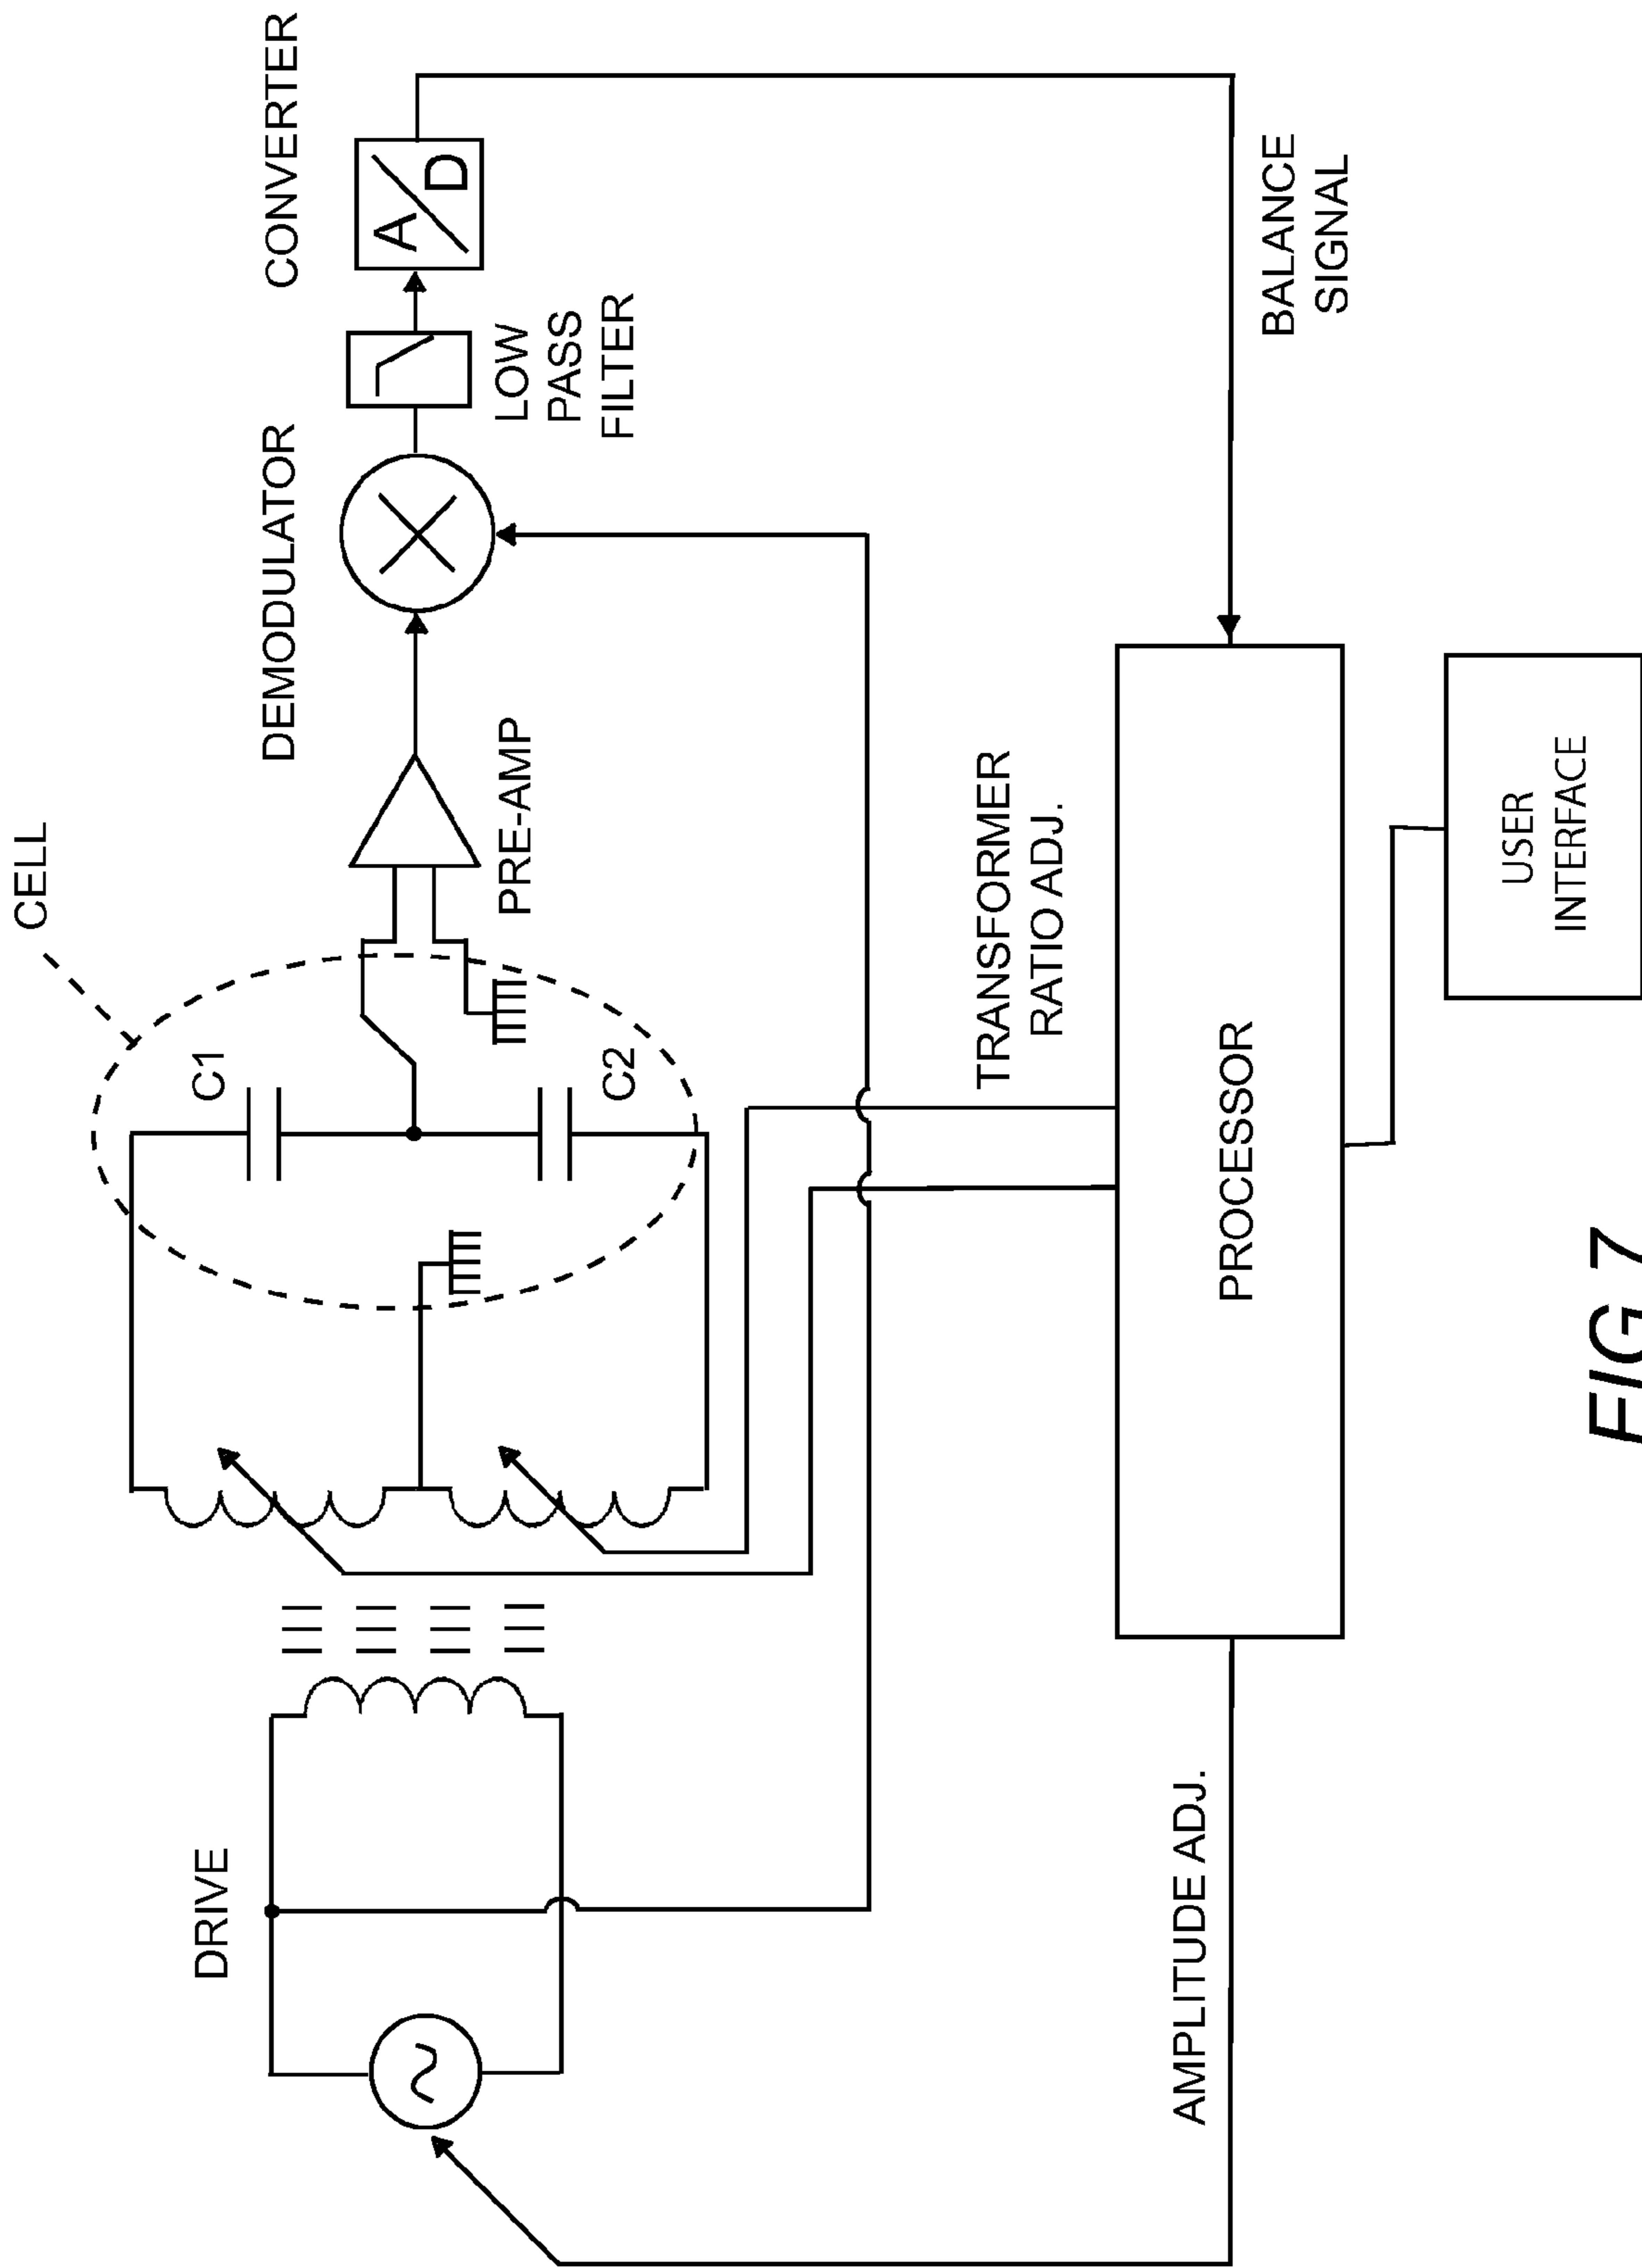 CELL
DRIVE
C1
C2
PRE-AMP
DEMODULATOR
LOW
PASS
FILTER
CONVERTER
A
D
TRANSFORMER
RATIO ADJ.
AMPLITUDE ADJ.
PROCESSOR
BALANCE
SIGNAL
USER
INTERFACE
FIG 7